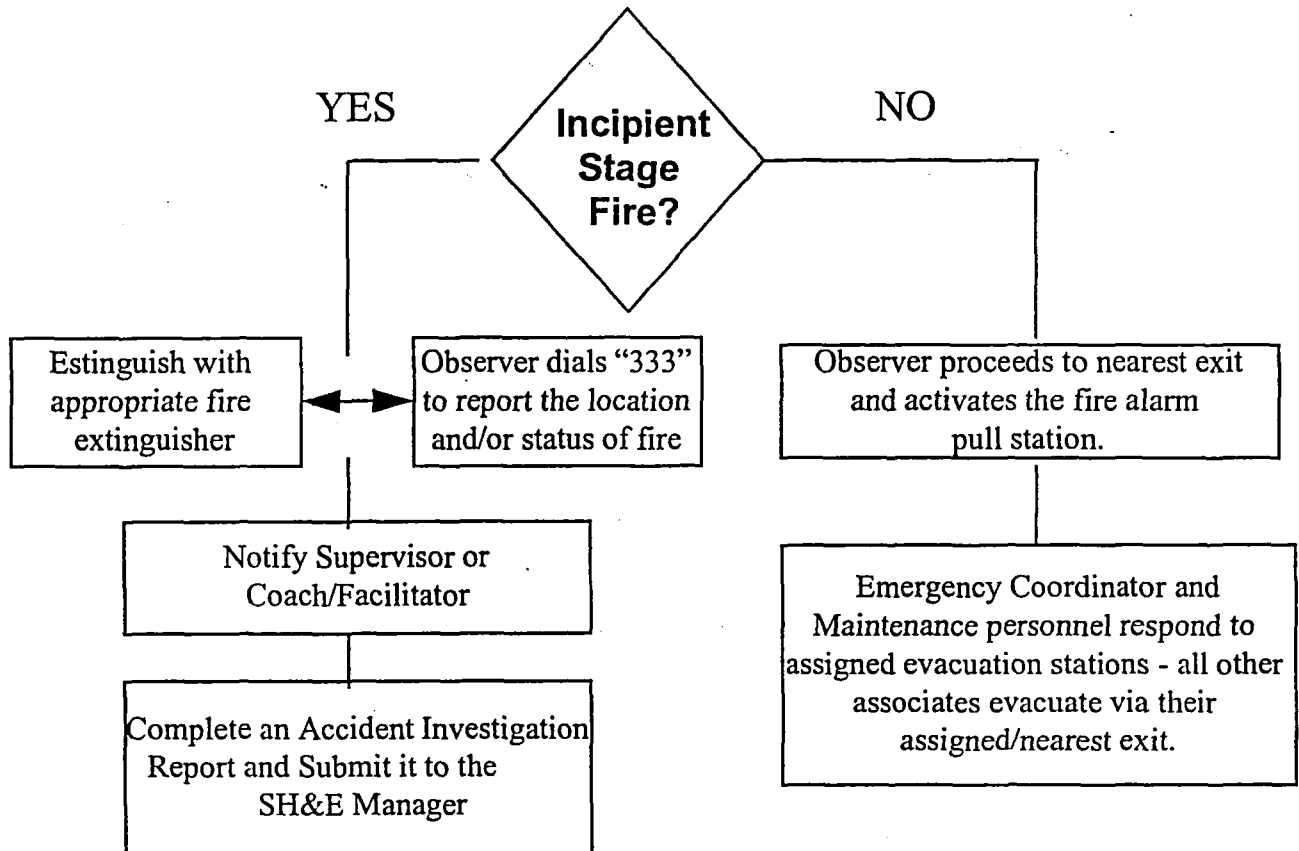 YES
NO
Incipient
Stage
Fire?
Estinguish with
appropriate fire
extinguisher
Observer dials “333”
to report the location
and/or status of fire
Notify Supervisor or
Coach/Facilitator
Complete an Accident Investigation
Report and Submit it to the
SH&E Manager
Observer proceeds to nearest exit
and activates the fire alarm
pull station.
Emergency Coordinator and
Maintenance personnel respond to
assigned evacuation stations - all other
associates evacuate via their
assigned/nearest exit.